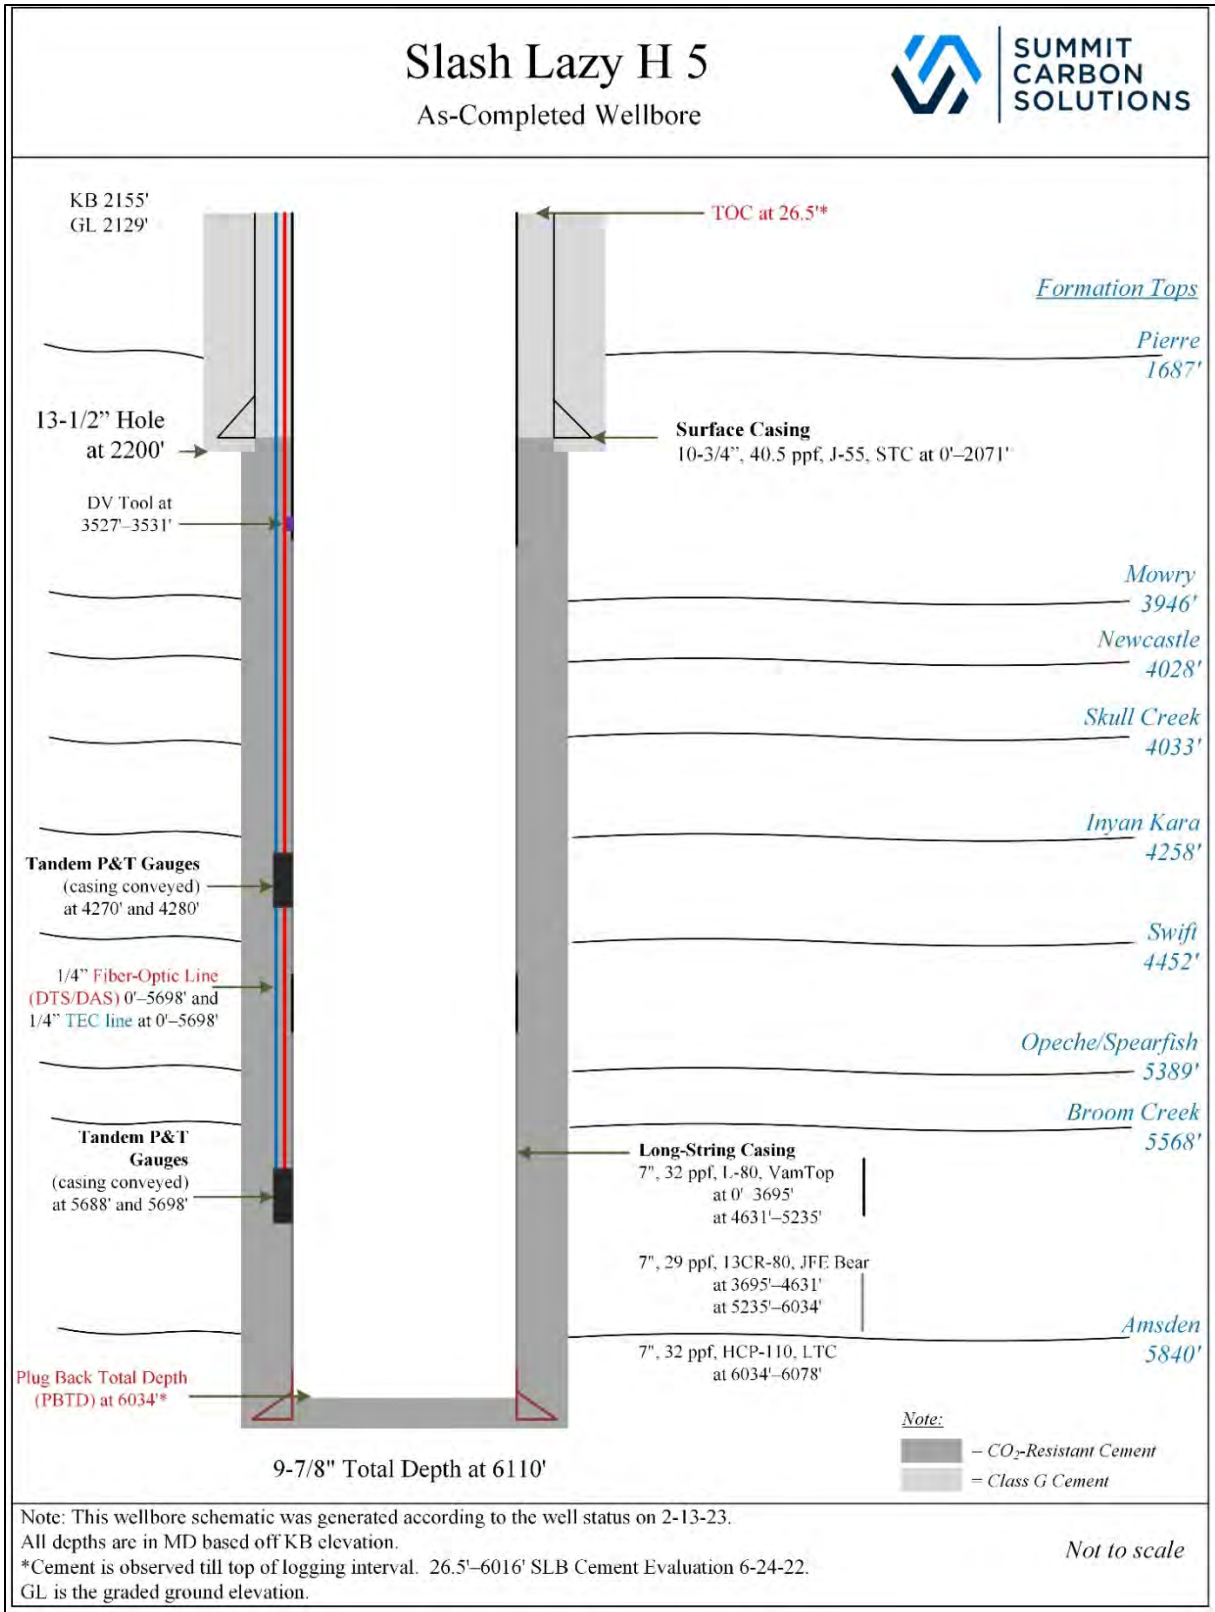 Slash Lazy H 5
As-Completed Wellbore
SUMMIT
CARBON
SOLUTIONS
KB 2155'
GL 2129'
TOC at 26.5'*
Formation Tops
Pierre
1687'
13-1/2” Hole
at 2200'
Surface Casing
10-3/4”, 40.5 ppf, J-55, STC at 0'–2071'
DV Tool at
3527'–3531'
Mowry
3946'
Newcastle
4028'
Skull Creek
4033'
Inyan Kara
4258'
Tandem P&T Gauges
(casing conveyed)
at 4270' and 4280'
Swift
4452'
1/4” Fiber-Optic Line
(DTS/DAS) 0'–5698' and
1/4” TEC line at 0'–5698'
Opeche/Spearfish
5389'
Broom Creek
5568'
Tandem P&T
Gauges
(casing conveyed)
at 5688' and 5698'
Long-String Casing
7", 32 ppf, L-80, VamTop
at 0' 3695'
at 4631'–5235'
7", 29 ppf, 13CR-80, JFE Bear
at 3695'–4631'
at 5235'–6034'
Amsden
5840'
7", 32 ppf, HCP-110, LTC
at 6034'–6078'
Plug Back Total Depth
(PBTD) at 6034'*
9-7/8" Total Depth at 6110'
Note:
– CO₂-Resistant Cement
= Class G Cement
Note: This wellbore schematic was generated according to the well status on 2-13-23.
All depths are in MD based off KB elevation.
*Cement is observed till top of logging interval. 26.5'–6016' SLB Cement Evaluation 6-24-22.
GL is the graded ground elevation.
Not to scale